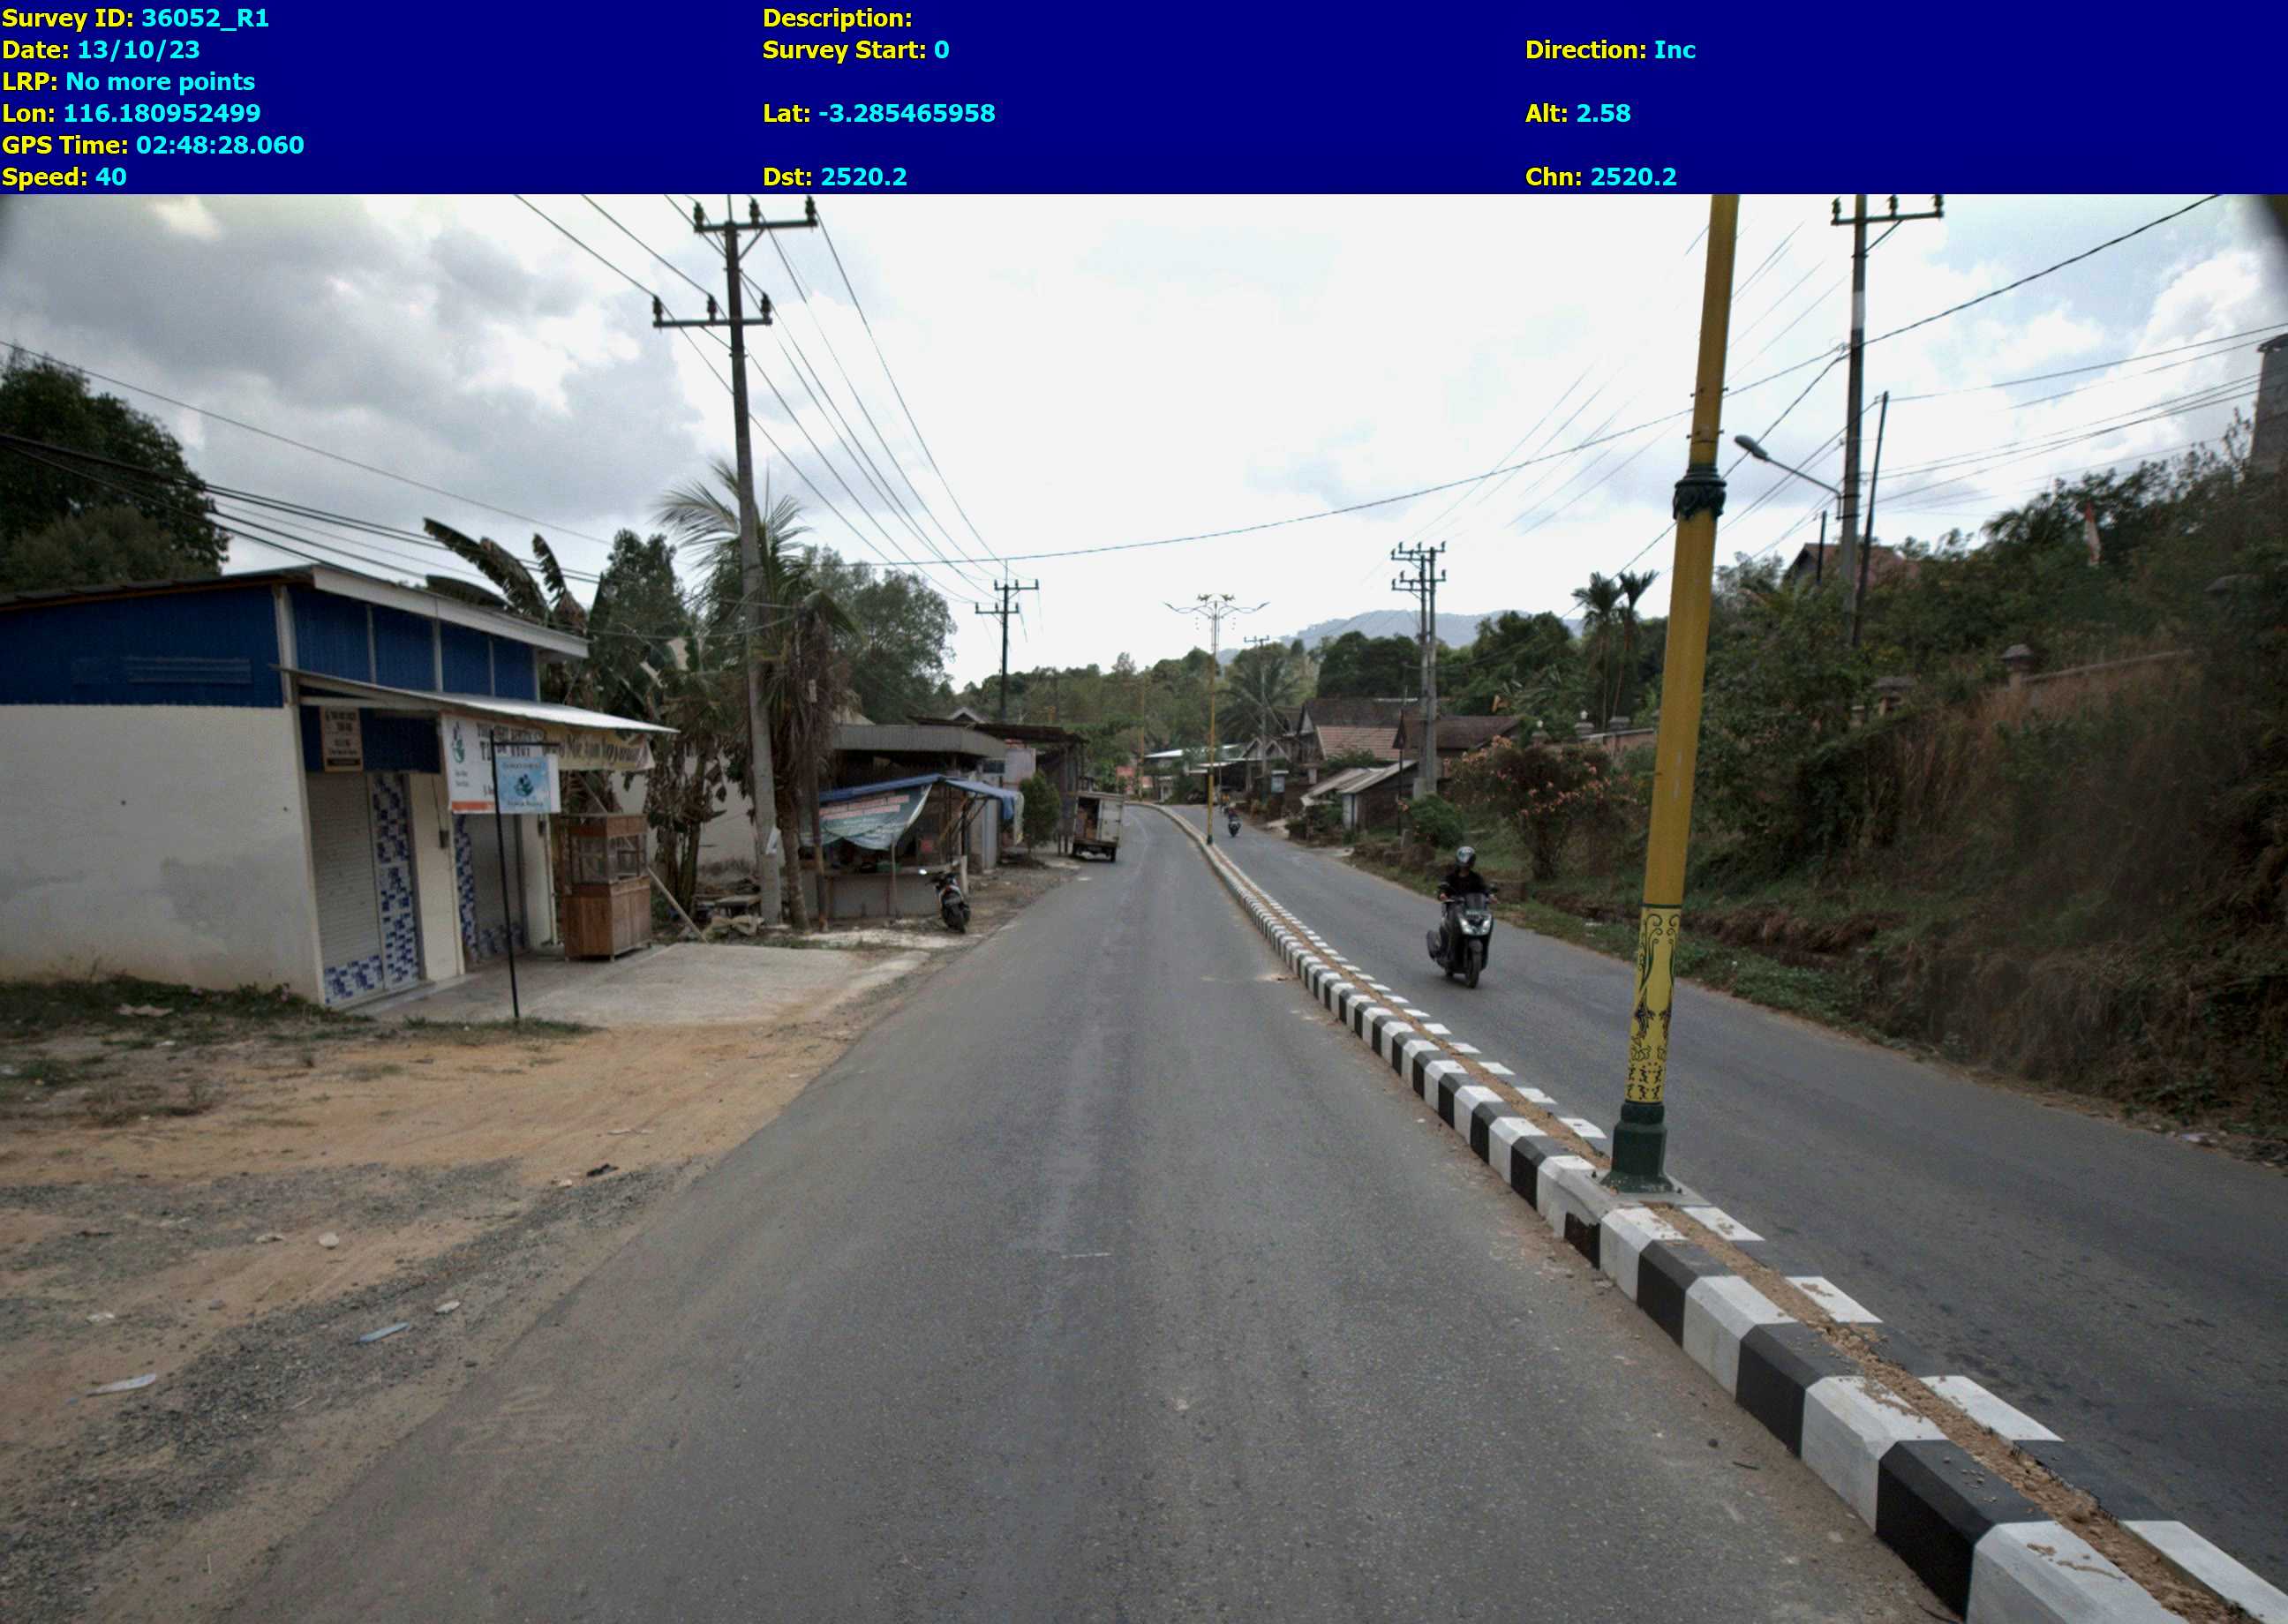 Survey ID: 36052_R1
Description:
Date: 13/10/23
Survey Start: 0
Direction: Inc
LRP: No more points
Lon: 116.180952499
Lat: -3.285465958
Alt: 2.58
GPS Time: 02:48:28.060
Speed: 40
Dst: 2520.2
Chn: 2520.2